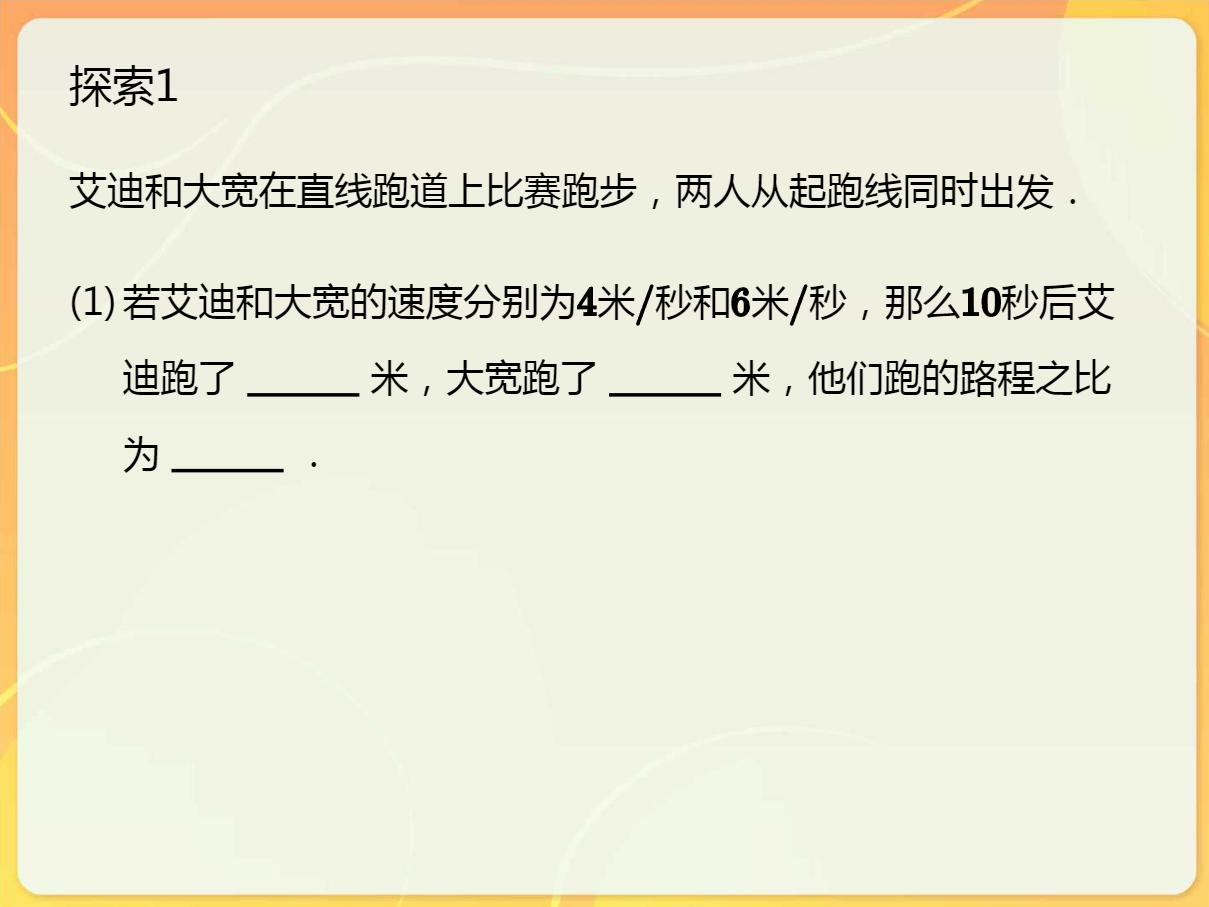 探索1
艾迪和大宽在直线跑道上比赛跑步，两人从起跑线同时出发．
(1) 若艾迪和大宽的速度分别为4米/秒和6米/秒，那么10秒后艾
迪跑了 ______ 米，大宽跑了 ______ 米，他们跑的路程之比
为 ______ ．